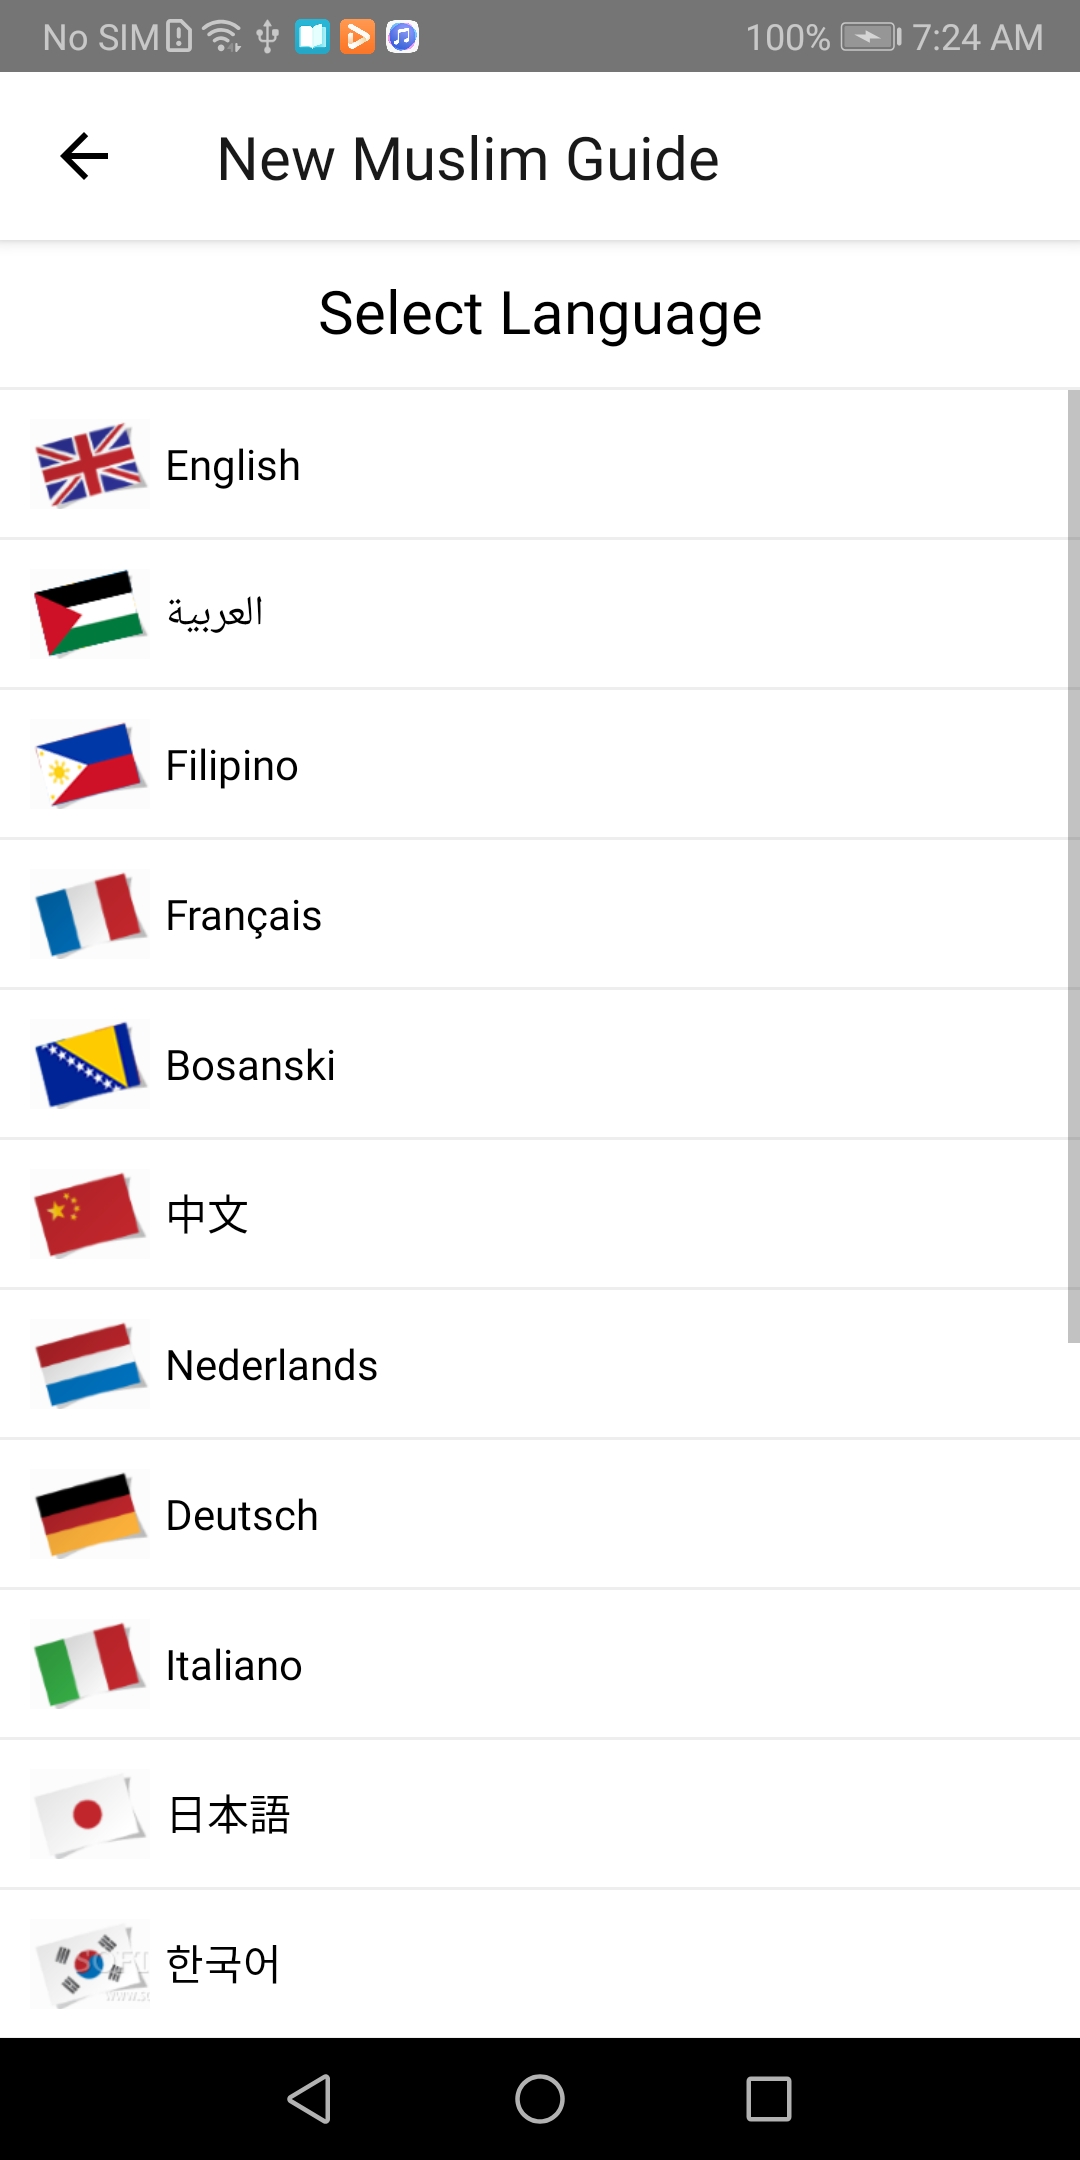 No SIM 100% 7:24 AM
New Muslim Guide
Select Language
English
العربية
Filipino
Français
Bosanski
中文
Nederlands
Deutsch
Italiano
日本語
한국어